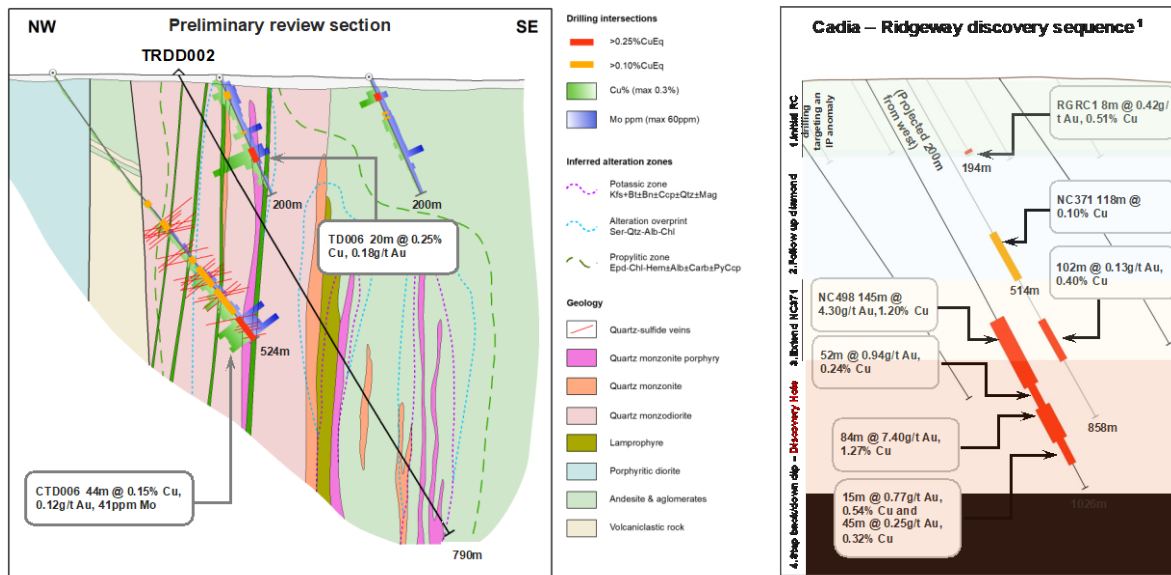 NW
Preliminary review section
SE
TRDD002
200m
200m
TD006 20m @ 0.25%
Cu, 0.18g/t Au
524m
CTD006 44m @ 0.15% Cu,
0.12g/t Au, 41ppm Mo
790m
Drilling intersections
>0.25%CuEq
>0.10%CuEq
Cu% (max 0.3%)
Mo ppm (max 60ppm)
Inferred alteration zones
Potassic zone
Kfs+Bt±Bn±Ccp±Qtz±Mag
Alteration overprint
Ser-Qtz-Alb-Chl
Propylitic zone
Epd-Chl-Hem±Alb±Carb±PyCcp
Geology
Quartz-sulfide veins
Quartz monzonite porphyry
Quartz monzonite
Quartz monzodiorite
Lamprophyre
Porphyritic diorite
Andesite & aglomerates
Volcaniclastic rock
Cadia – Ridgeway discovery sequence1
1.Initial RC
drilling
targeting an
IP anomaly
(Projected 200m
from west)
RGRC1 8m @ 0.42g/
t Au, 0.51% Cu
194m
2.Follow up diamond
NC371 118m @
0.10% Cu
102m @ 0.13g/t Au,
0.40% Cu
514m
3. Extend NC371
NC498 145m @
4.30g/t Au,1.20% Cu
52m @ 0.94g/t Au,
0.24% Cu
858m
4.Step back/down dip – Discovery Hole
84m @ 7.40g/t Au,
1.27% Cu
15m @ 0.77g/t Au,
0.54% Cu and
45m @ 0.25g/t Au,
0.32% Cu
1026m